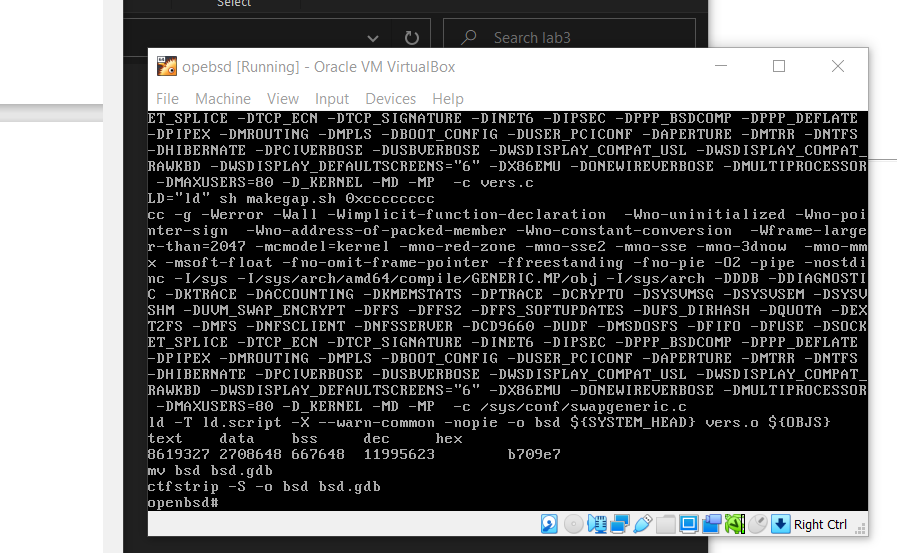 Select
Search lab3
opebsd [Running] - Oracle VM VirtualBox
File Machine View Input Devices Help
ET_SPLICE -DTCP_ECN -DTCP_SIGNATURE -DINET6 -DIPSEC -DPPP_BSDCOMP -DPPP_DEFLATE
-DPIPEX -DMROUTING -DMPLS -DBOOT_CONFIG -DUSER_PCICONF -DAPERTURE -DMTRR -DNTFS
-DHIBERNATE -DPCIVERBOSE -DUSBVERBOSE -DWSDISPLAY_COMPAT_USL -DWSDISPLAY_COMPAT_
RAWKBD -DWSDISPLAY_DEFAULTSCREENS="6" -DX86EMU -DONEWIREVERBOSE -DMULTIPROCESSOR
-DMAXUSERS=80 -D_KERNEL -MD -MP -c vers.c
LD="ld" sh makegap.sh 0xcccccccc
cc -g -Werror -Wall -Wimplicit-function-declaration -Wno-uninitialized -Wno-poi
nter-sign -Wno-address-of-packed-member -Wno-constant-conversion -Wframe-large
r-than=2047 -mcmodel=kernel -mno-red-zone -mno-sse2 -mno-sse -mno-3dnow -mno-mm
x -msoft-float -fno-omit-frame-pointer -ffreestanding -fno-pie -O2 -pipe -nostdi
nc -I/sys -I/sys/arch/amd64/compile/GENERIC.MP/obj -I/sys/arch -DDDB -DDIAGNOSTI
C -DKTRACE -DACCOUNTING -DKMEMSTATS -DPTRACE -DCRYPTO -DSYSVMSG -DSYSVSEM -DSYSV
SHM -DUVM_SWAP_ENCRYPT -DFFS -DFFS2 -DFFS_SOFTUPDATES -DUFS_DIRHASH -DQUOTA -DEX
T2FS -DMFS -DNFSCLIENT -DNFSSERVER -DCD9660 -DUDF -DMSDOSFS -DFIFO -DFUSE -DSOCK
ET_SPLICE -DTCP_ECN -DTCP_SIGNATURE -DINET6 -DIPSEC -DPPP_BSDCOMP -DPPP_DEFLATE
-DPIPEX -DMROUTING -DMPLS -DBOOT_CONFIG -DUSER_PCICONF -DAPERTURE -DMTRR -DNTFS
-DHIBERNATE -DPCIVERBOSE -DUSBVERBOSE -DWSDISPLAY_COMPAT_USL -DWSDISPLAY_COMPAT_
RAWKBD -DWSDISPLAY_DEFAULTSCREENS="6" -DX86EMU -DONEWIREVERBOSE -DMULTIPROCESSOR
-DMAXUSERS=80 -D_KERNEL -MD -MP -c /sys/conf/swapgeneric.c
ld -T ld.script -X --warn-common -nopie -o bsd ${SYSTEM_HEAD} vers.o ${OBJS}
text data bss dec hex
8619327 2708648 667648 11995623 b709e7
mv bsd bsd.gdb
ctfstrip -S -o bsd bsd.gdb
openbsd#
Right Ctrl